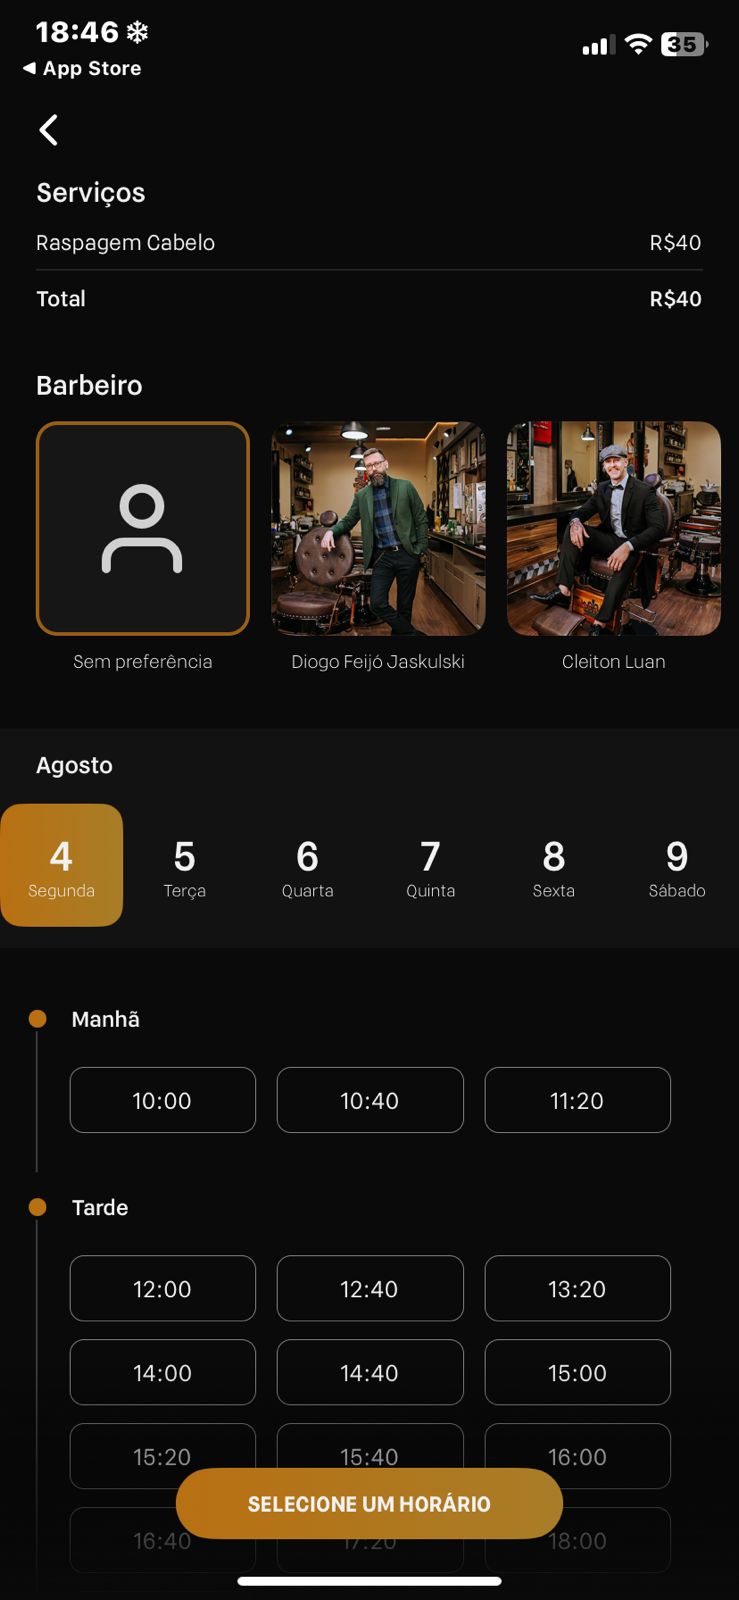 18:46
35
App Store
Serviços
Raspagem Cabelo R$40
Total R$40
Barbeiro
Sem preferência Diogo Feijó Jaskulski Cleiton Luan
Agosto
4 5 6 7 8 9
Segunda Terça Quarta Quinta Sexta Sábado
Manhã
10:00 10:40 11:20
Tarde
12:00 12:40 13:20
14:00 14:40 15:00
15:20 15:40 16:00
SELECIONE UM HORÁRIO
16:40 17:20 18:00